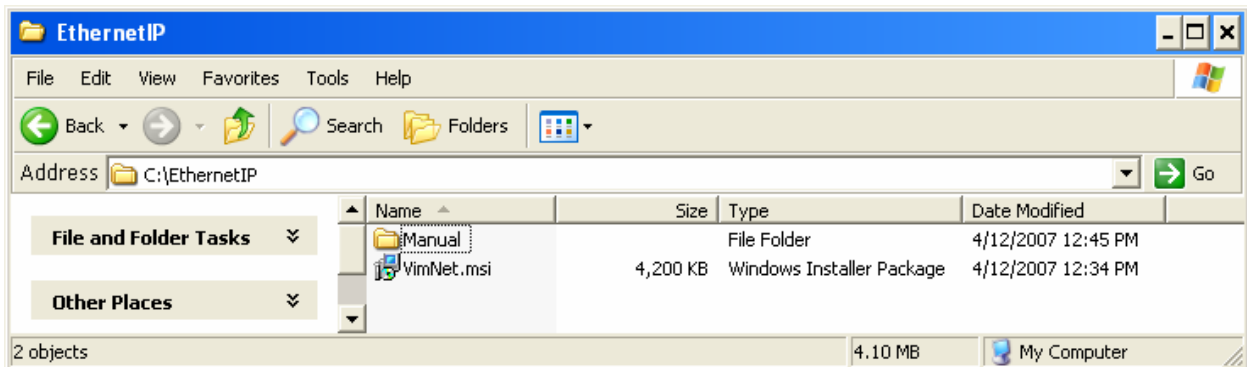 EthernetIP
File Edit View Favorites Tools Help
Back Search Folders
Address C:\EthernetIP Go
Name Size Type Date Modified
File and Folder Tasks Manual File Folder 4/12/2007 12:45 PM
VimNet.msi 4,200 KB Windows Installer Package 4/12/2007 12:34 PM
Other Places
2 objects 4.10 MB My Computer